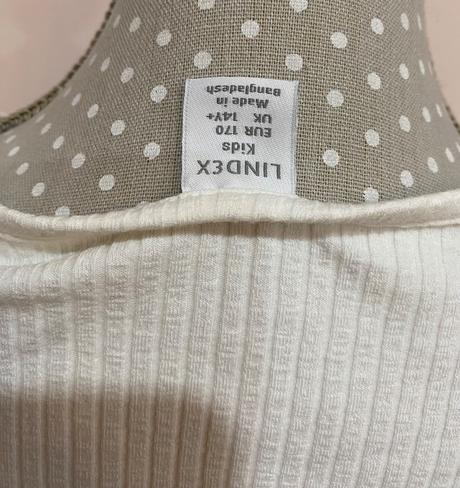 LINDEX
Kids
EUR 170
UK 14Y+
Made in
Bangladesh